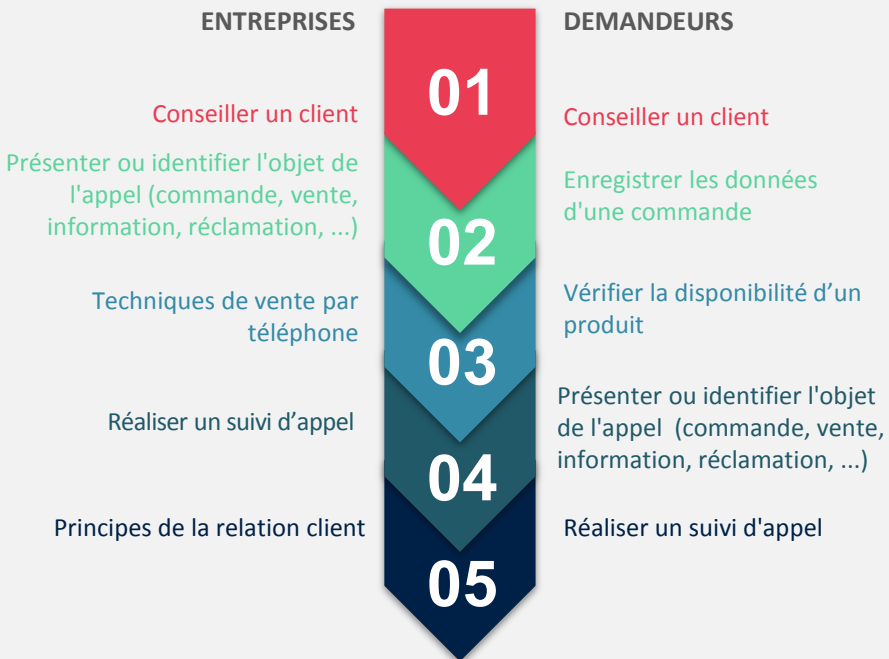 ENTREPRISES
DEMANDEURS
01
Conseiller un client
Conseiller un client
Présenter ou identifier l'objet de
l'appel (commande, vente,
information, réclamation, ...)
02
Enregistrer les données
d'une commande
Techniques de vente par
téléphone
03
Vérifier la disponibilité d’un
produit
Réaliser un suivi d’appel
04
Présenter ou identifier l'objet
de l'appel (commande, vente,
information, réclamation, ...)
Principes de la relation client
05
Réaliser un suivi d'appel